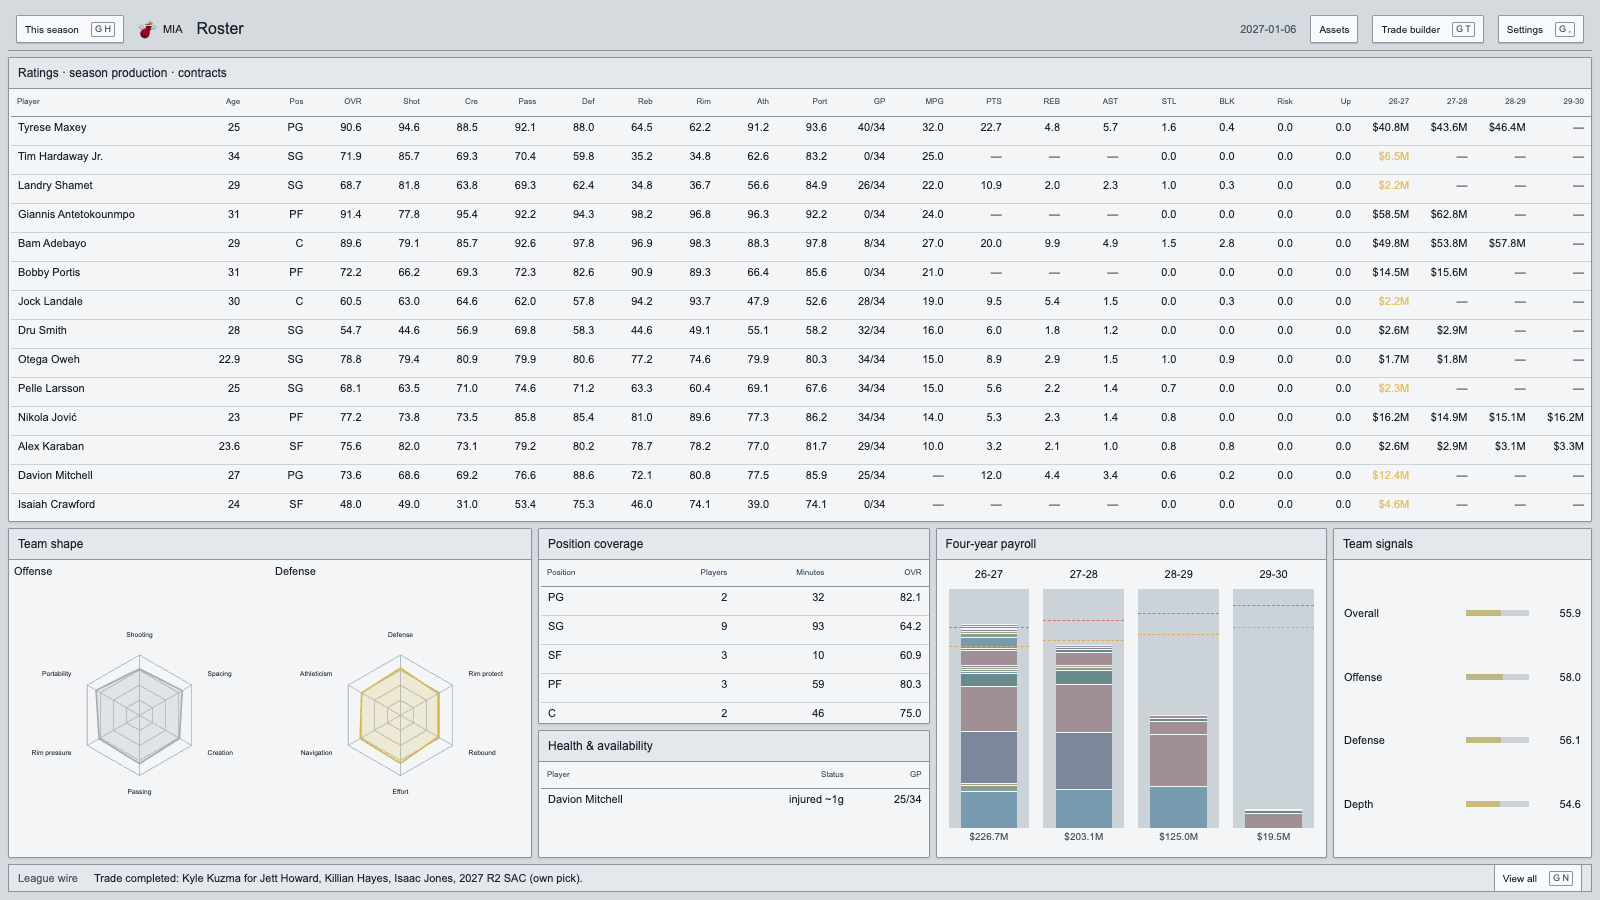 This season G H MIA Roster 2027-01-06 Assets Trade builder G T Settings G ,
Ratings · season production · contracts
Player Age Pos OVR Shot Cre Pass Def Reb Rim Ath Port GP MPG PTS REB AST STL BLK Risk Up 26-27 27-28 28-29 29-30
Tyrese Maxey 25 PG 90.6 94.6 88.5 92.1 88.0 64.5 62.2 91.2 93.6 40/34 32.0 22.7 4.8 5.7 1.6 0.4 0.0 0.0 $40.8M $43.6M $46.4M —
Tim Hardaway Jr. 34 SG 71.9 85.7 69.3 70.4 59.8 35.2 34.8 62.6 83.2 0/34 25.0 — — — 0.0 0.0 0.0 0.0 $6.5M — — —
Landry Shamet 29 SG 68.7 81.8 63.8 69.3 62.4 34.8 36.7 56.6 84.9 26/34 22.0 10.9 2.0 2.3 1.0 0.3 0.0 0.0 $2.2M — — —
Giannis Antetokounmpo 31 PF 91.4 77.8 95.4 92.2 94.3 98.2 96.8 96.3 92.2 0/34 24.0 — — — 0.0 0.0 0.0 0.0 $58.5M $62.8M — —
Bam Adebayo 29 C 89.6 79.1 85.7 92.6 97.8 96.9 98.3 88.3 97.8 8/34 27.0 20.0 9.9 4.9 1.5 2.8 0.0 0.0 $49.8M $53.8M $57.8M —
Bobby Portis 31 PF 72.2 66.2 69.3 72.3 82.6 90.9 89.3 66.4 85.6 0/34 21.0 — — — 0.0 0.0 0.0 0.0 $14.5M $15.6M — —
Jock Landale 30 C 60.5 63.0 64.6 62.0 57.8 94.2 93.7 47.9 52.6 28/34 19.0 9.5 5.4 1.5 0.0 0.3 0.0 0.0 $2.2M — — —
Dru Smith 28 SG 54.7 44.6 56.9 69.8 58.3 44.6 49.1 55.1 58.2 32/34 16.0 6.0 1.8 1.2 0.0 0.0 0.0 0.0 $2.6M $2.9M — —
Otega Oweh 22.9 SG 78.8 79.4 80.9 79.9 80.6 77.2 74.6 79.9 80.3 34/34 15.0 8.9 2.9 1.5 1.0 0.9 0.0 0.0 $1.7M $1.8M — —
Pelle Larsson 25 SG 68.1 63.5 71.0 74.6 71.2 63.3 60.4 69.1 67.6 34/34 15.0 5.6 2.2 1.4 0.7 0.0 0.0 0.0 $2.3M — — —
Nikola Jović 23 PF 77.2 73.8 73.5 85.8 85.4 81.0 89.6 77.3 86.2 34/34 14.0 5.3 2.3 1.4 0.8 0.0 0.0 0.0 $16.2M $14.9M $15.1M $16.2M
Alex Karaban 23.6 SF 75.6 82.0 73.1 79.2 80.2 78.7 78.2 77.0 81.7 29/34 10.0 3.2 2.1 1.0 0.8 0.8 0.0 0.0 $2.6M $2.9M $3.1M $3.3M
Davion Mitchell 27 PG 73.6 68.6 69.2 76.6 88.6 72.1 80.8 77.5 85.9 25/34 — 12.0 4.4 3.4 0.6 0.2 0.0 0.0 $12.4M — — —
Isaiah Crawford 24 SF 48.0 49.0 31.0 53.4 75.3 46.0 74.1 39.0 74.1 0/34 — — — — 0.0 0.0 0.0 0.0 $4.6M — — —
Team shape
Offense Defense
Shooting
Portability Spacing
Rim pressure Creation
Passing
Defense
Athleticism Rim protect
Navigation Rebound
Effort
Position coverage
Position Players Minutes OVR
PG 2 32 82.1
SG 9 93 64.2
SF 3 10 60.9
PF 3 59 80.3
C 2 46 75.0
Health & availability
Player Status GP
Davion Mitchell injured ~1g 25/34
Four-year payroll
26-27 27-28 28-29 29-30
$226.7M $203.1M $125.0M $19.5M
Team signals
Overall 55.9
Offense 58.0
Defense 56.1
Depth 54.6
League wire Trade completed: Kyle Kuzma for Jett Howard, Killian Hayes, Isaac Jones, 2027 R2 SAC (own pick). View all G N